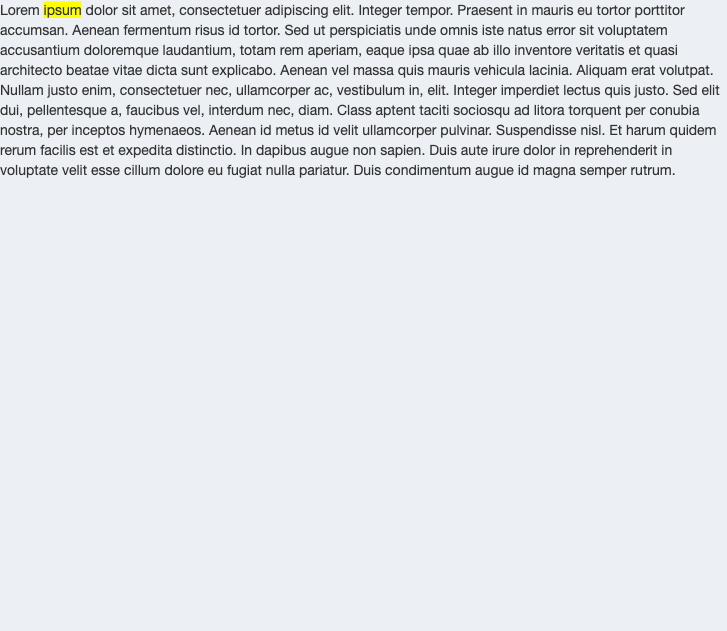 Lorem ipsum dolor sit amet, consectetuer adipiscing elit. Integer tempor. Praesent in mauris eu tortor porttitor
accumsan. Aenean fermentum risus id tortor. Sed ut perspiciatis unde omnis iste natus error sit voluptatem
accusantium doloremque laudantium, totam rem aperiam, eaque ipsa quae ab illo inventore veritatis et quasi
architecto beatae vitae dicta sunt explicabo. Aenean vel massa quis mauris vehicula lacinia. Aliquam erat volutpat.
Nullam justo enim, consectetuer nec, ullamcorper ac, vestibulum in, elit. Integer imperdiet lectus quis justo. Sed elit
dui, pellentesque a, faucibus vel, interdum nec, diam. Class aptent taciti sociosqu ad litora torquent per conubia
nostra, per inceptos hymenaeos. Aenean id metus id velit ullamcorper pulvinar. Suspendisse nisl. Et harum quidem
rerum facilis est et expedita distinctio. In dapibus augue non sapien. Duis aute irure dolor in reprehenderit in
voluptate velit esse cillum dolore eu fugiat nulla pariatur. Duis condimentum augue id magna semper rutrum.